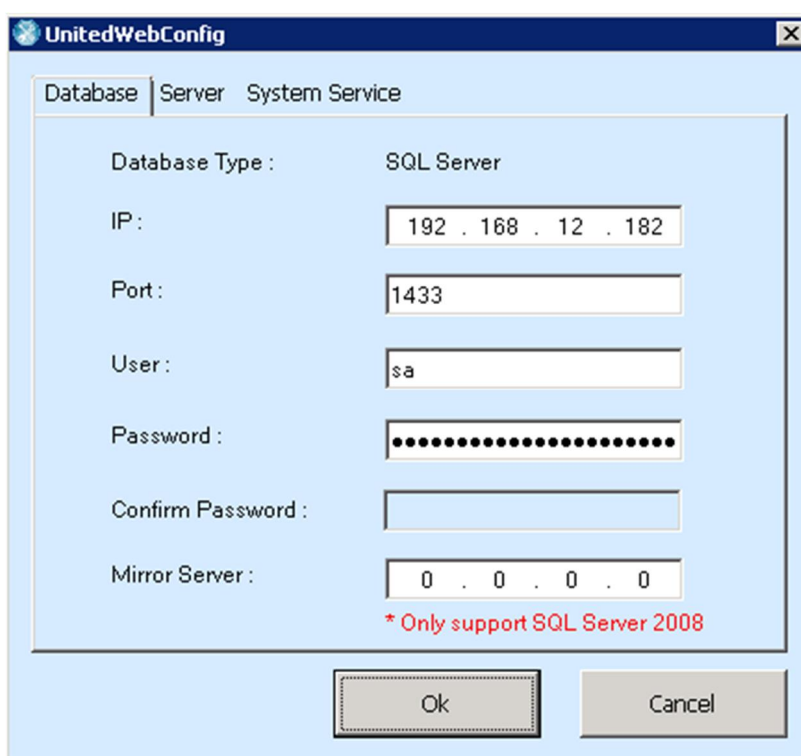 UnitedWebConfig
Database Server System Service
Database Type : SQL Server
IP : 192 . 168 . 12 . 182
Port : 1433
User : sa
Password : ●●●●●●●●●●●●●●●●●●●●●●
Confirm Password :
Mirror Server : 0 . 0 . 0 . 0
* Only support SQL Server 2008
Ok Cancel